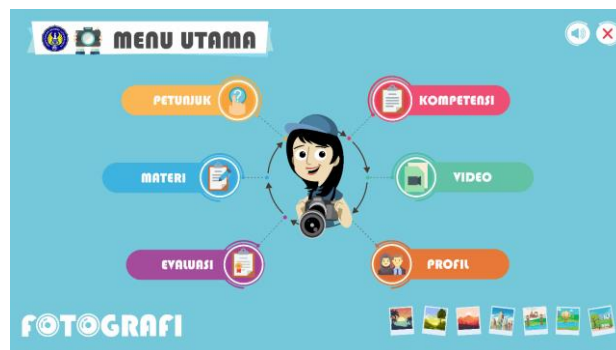 MENU UTAMA
PETUNJUK
KOMPETENSI
MATERI
VIDEO
EVALUASI
PROFIL
FOTOGRAFI